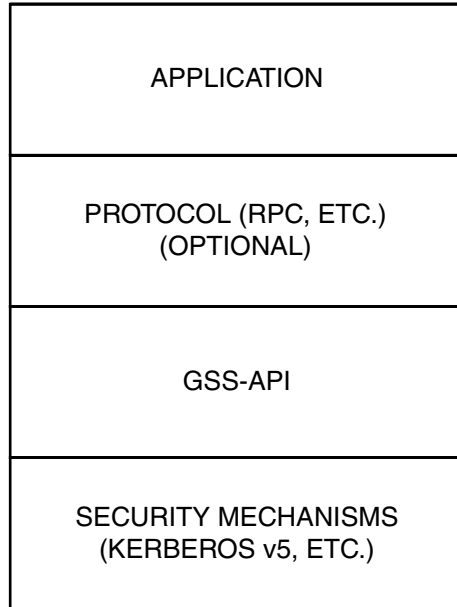 APPLICATION
PROTOCOL (RPC, ETC.)
(OPTIONAL)
GSS-API
SECURITY MECHANISMS
(KERBEROS v5, ETC.)